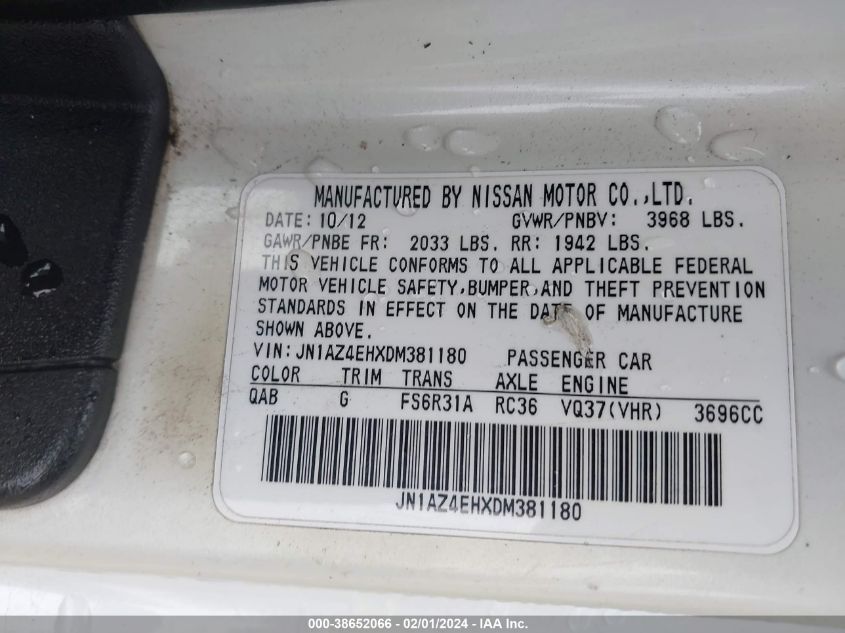 MANUFACTURED BY NISSAN MOTOR CO.,LTD.
DATE: 10/12 GVWR/PNBV: 3968 LBS.
GAWR/PNBE FR: 2033 LBS. RR: 1942 LBS.
THIS VEHICLE CONFORMS TO ALL APPLICABLE FEDERAL
MOTOR VEHICLE SAFETY,BUMPER,AND THEFT PREVENTION
STANDARDS IN EFFECT ON THE DATE OF MANUFACTURE
SHOWN ABOVE.
VIN:JN1AZ4EHXDM381180 PASSENGER CAR
COLOR TRIM TRANS AXLE ENGINE
QAB G FS6R31A RC36 VQ37(VHR) 3696CC
JN1AZ4EHXDM381180
000-38652066 - 02/01/2024 - IAA Inc.